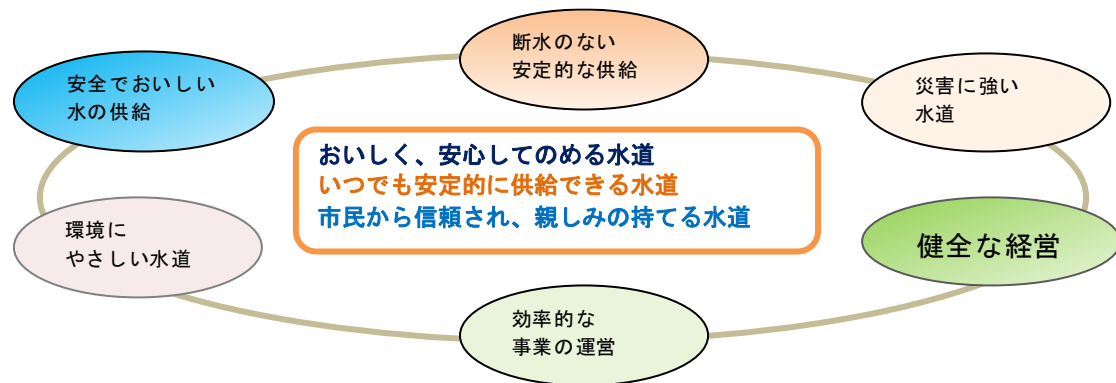 断水のない
安定的な供給
安全でおいしい
水の供給
災害に強い
水道
おいしく、安心してのめる水道
いつでも安定的に供給できる水道
市民から信頼され、親しみの持てる水道
環境に
やさしい水道
健全な経営
効率的な
事業の運営